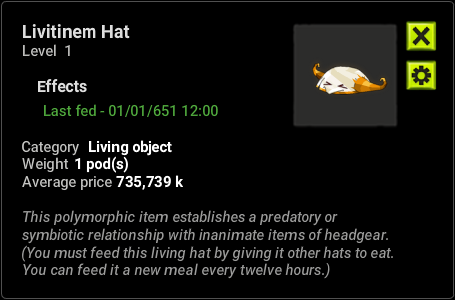 Livitinem Hat
Level 1
Effects
Last fed - 01/01/651 12:00
Category Living object
Weight 1 pod(s)
Average price 735,739 k
This polymorphic item establishes a predatory or
symbiotic relationship with inanimate items of headgear.
(You must feed this living hat by giving it other hats to eat.
You can feed it a new meal every twelve hours.)